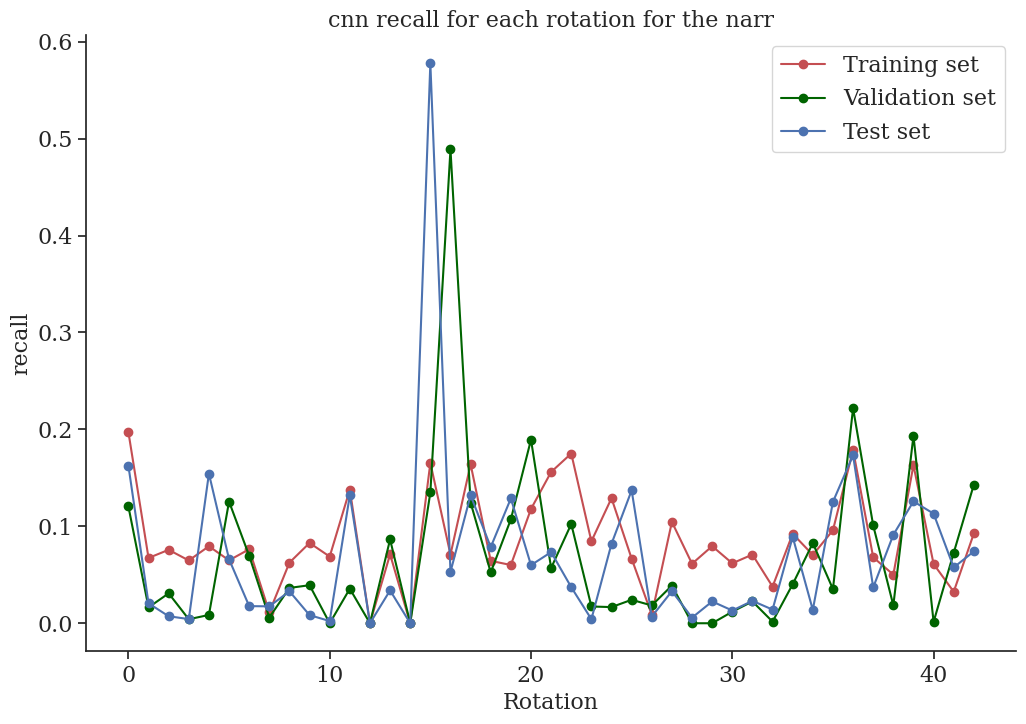 cnn recall for each rotation for the narr
Training set
Validation set
Test set
0.6
0.5
0.4
0.3
0.2
0.1
0.0
recall
0 10 20 30 40
Rotation